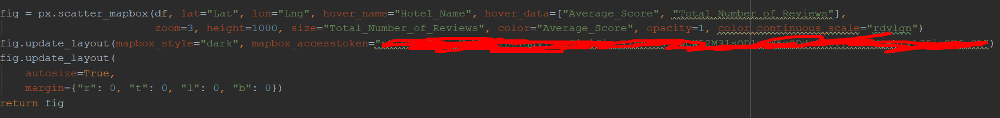 fig = px.scatter_mapbox(df, lat="Lat", lon="Lng", hover_name="Hotel_Name", hover_data=["Average_Score", "Total_Number_of_Reviews"],
zoom=3, height=1000, size="Total_Number_of_Reviews", color="Average_Score", opacity=1, color_continuous_scale="rdylgn")
fig.update_layout(mapbox_style="dark", mapbox_accesstoken=" ")
fig.update_layout(
autosize=True,
margin={"r": 0, "t": 0, "l": 0, "b": 0})
return fig